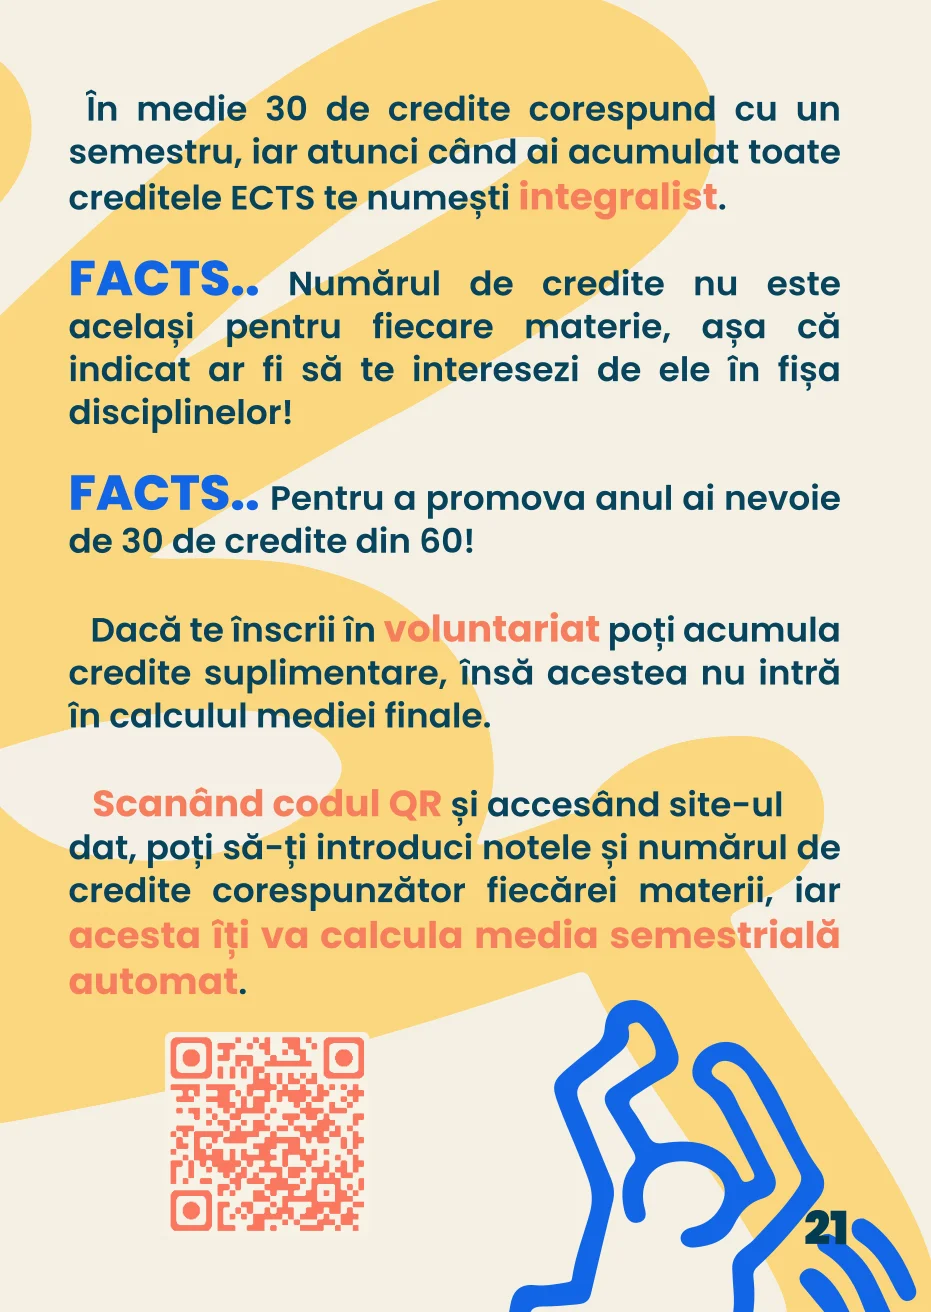 În medie 30 de credite corespund cu un
semestru, iar atunci când ai acumulat toate
creditele ECTS te numești integralist.
FACTS.. Numărul de credite nu este
același pentru fiecare materie, așa că
indicat ar fi să te interesezi de ele în fișa
disciplinelor!
FACTS.. Pentru a promova anul ai nevoie
de 30 de credite din 60!
Dacă te înscrii în voluntariat poți acumula
credite suplimentare, însă acestea nu intră
în calculul mediei finale.
Scanând codul QR și accesând site-ul
dat, poți să-ți introduci notele și numărul de
credite corespunzător fiecărei materii, iar
acesta îți va calcula media semestrială
automat.
21